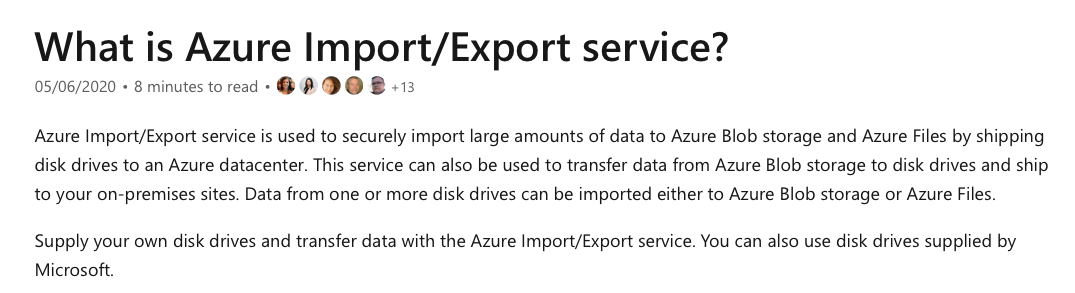 What is Azure Import/Export service?
05/06/2020 • 8 minutes to read • +13
Azure Import/Export service is used to securely import large amounts of data to Azure Blob storage and Azure Files by shipping
disk drives to an Azure datacenter. This service can also be used to transfer data from Azure Blob storage to disk drives and ship
to your on-premises sites. Data from one or more disk drives can be imported either to Azure Blob storage or Azure Files.
Supply your own disk drives and transfer data with the Azure Import/Export service. You can also use disk drives supplied by
Microsoft.